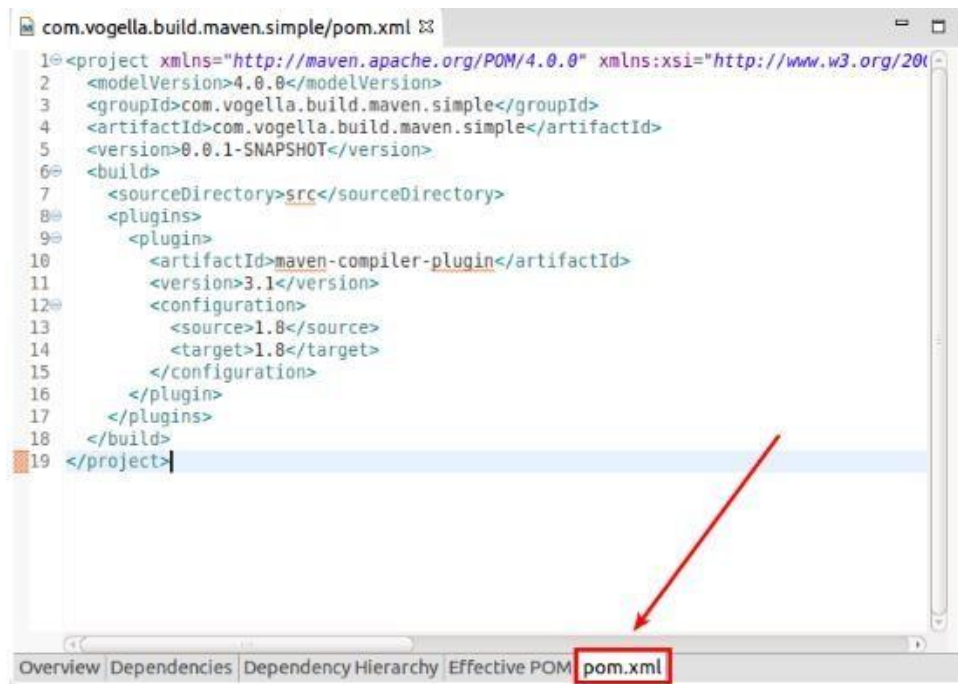 com.vogella.build.maven.simple/pom.xml
1 <project xmlns="http://maven.apache.org/POM/4.0.0" xmlns:xsi="http://www.w3.org/200
2 <modelVersion>4.0.0</modelVersion>
3 <groupId>com.vogella.build.maven.simple</groupId>
4 <artifactId>com.vogella.build.maven.simple</artifactId>
5 <version>0.0.1-SNAPSHOT</version>
6 <build>
7 <sourceDirectory>src</sourceDirectory>
8 <plugins>
9 <plugin>
10 <artifactId>maven-compiler-plugin</artifactId>
11 <version>3.1</version>
12 <configuration>
13 <source>1.8</source>
14 <target>1.8</target>
15 </configuration>
16 </plugin>
17 </plugins>
18 </build>
19 </project>
Overview Dependencies Dependency Hierarchy Effective POM pom.xml